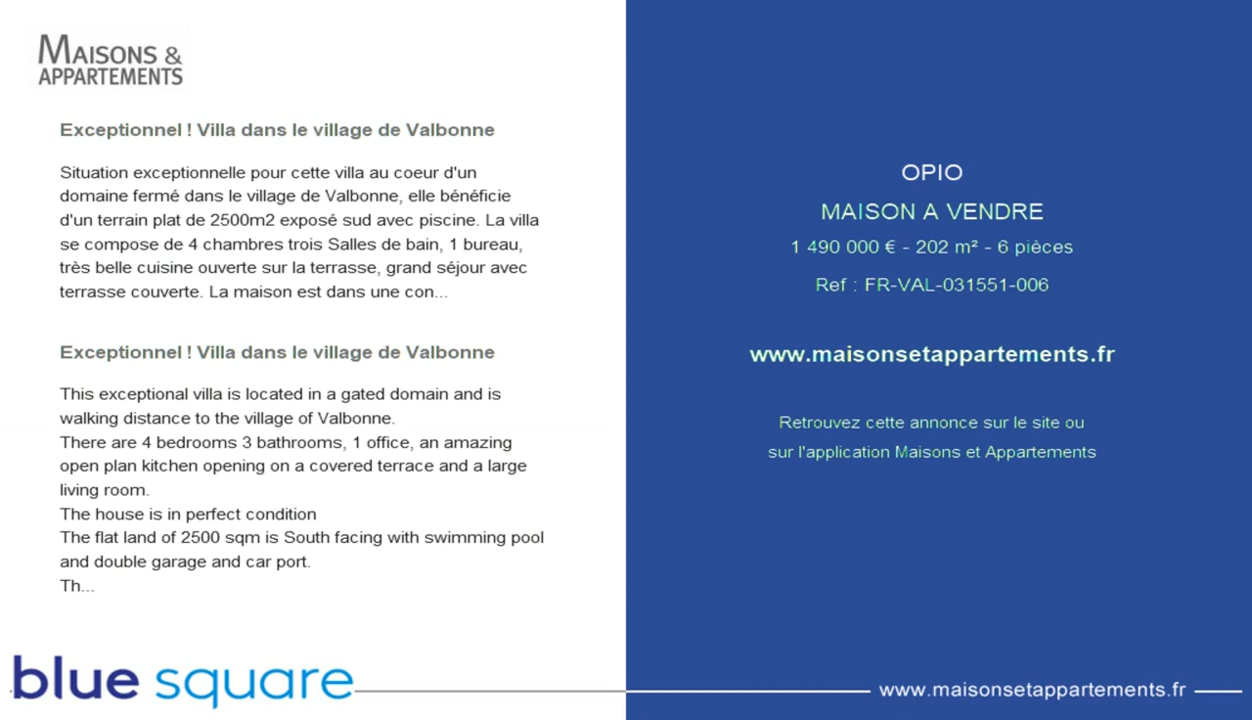 MAISONS &
APPARTEMENTS
Exceptionnel ! Villa dans le village de Valbonne
Situation exceptionnelle pour cette villa au coeur d'un
domaine fermé dans le village de Valbonne, elle bénéficie
d'un terrain plat de 2500m2 exposé sud avec piscine. La villa
se compose de 4 chambres trois Salles de bain, 1 bureau,
très belle cuisine ouverte sur la terrasse, grand séjour avec
terrasse couverte. La maison est dans une con...
Exceptionnel ! Villa dans le village de Valbonne
This exceptional villa is located in a gated domain and is
walking distance to the village of Valbonne.
There are 4 bedrooms 3 bathrooms, 1 office, an amazing
open plan kitchen opening on a covered terrace and a large
living room.
The house is in perfect condition
The flat land of 2500 sqm is South facing with swimming pool
and double garage and car port.
Th...
blue square
OPIO
MAISON A VENDRE
1 490 000 € - 202 m² - 6 pièces
Ref : FR-VAL-031551-006
www.maisonsetappartements.fr
Retrouvez cette annonce sur le site ou
sur l'application Maisons et Appartements
www.maisonsetappartements.fr